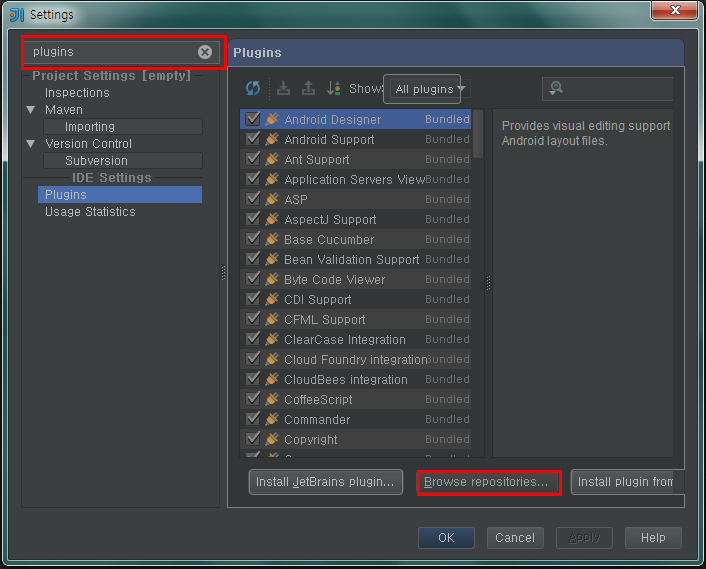 Settings
plugins
Project Settings [empty]
Inspections
Maven
Importing
Version Control
Subversion
IDE Settings
Plugins
Usage Statistics
Plugins
Show:
All plugins
Android Designer Bundled
Android Support Bundled
Ant Support Bundled
Application Servers View Bundled
ASP Bundled
AspectJ Support Bundled
Base Cucumber Bundled
Bean Validation Support Bundled
Byte Code Viewer Bundled
CDI Support Bundled
CFML Support Bundled
ClearCase Integration Bundled
Cloud Foundry integration Bundled
CloudBees integration Bundled
CoffeeScript Bundled
Commander Bundled
Copyright Bundled
Provides visual editing support
Android layout files.
Install JetBrains plugin...
Browse repositories...
Install plugin from
OK
Cancel
Apply
Help